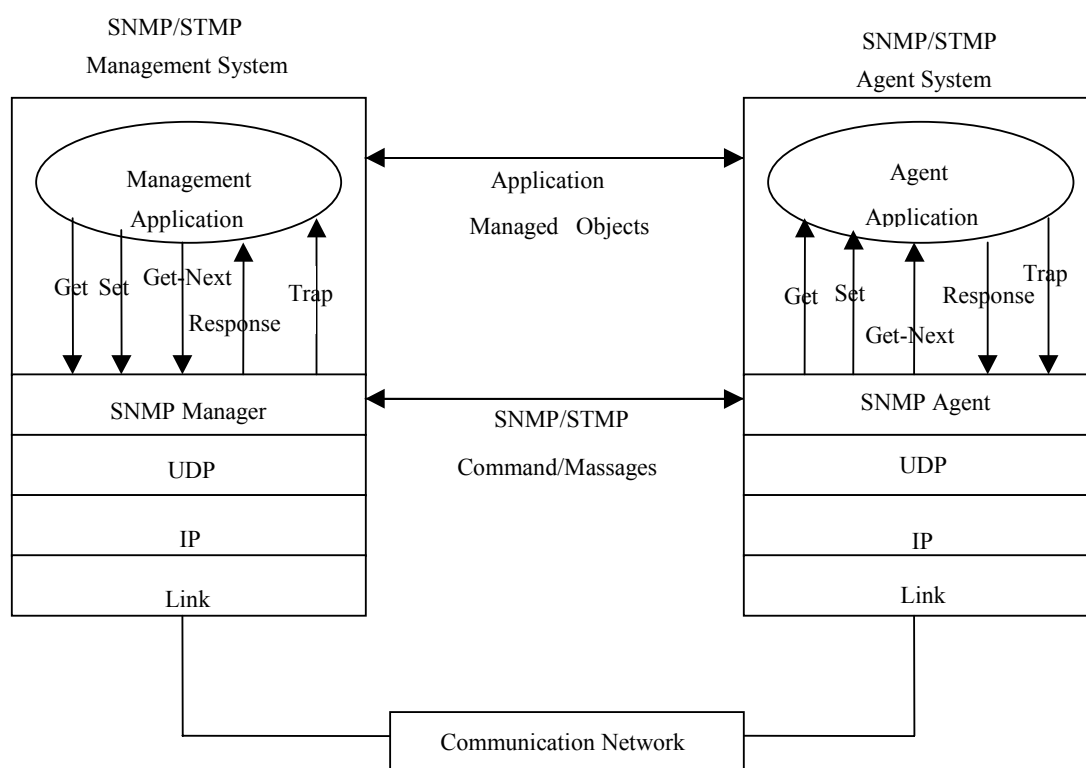 SNMP/STMP
Management System
SNMP/STMP
Agent System
Management
Application
Application
Managed Objects
Agent
Application
Get Set Get-Next
Response
Trap
Get Set
Get-Next
Response
Trap
SNMP Manager
SNMP/STMP
Command/Massages
SNMP Agent
UDP
UDP
IP
IP
Link
Link
Communication Network